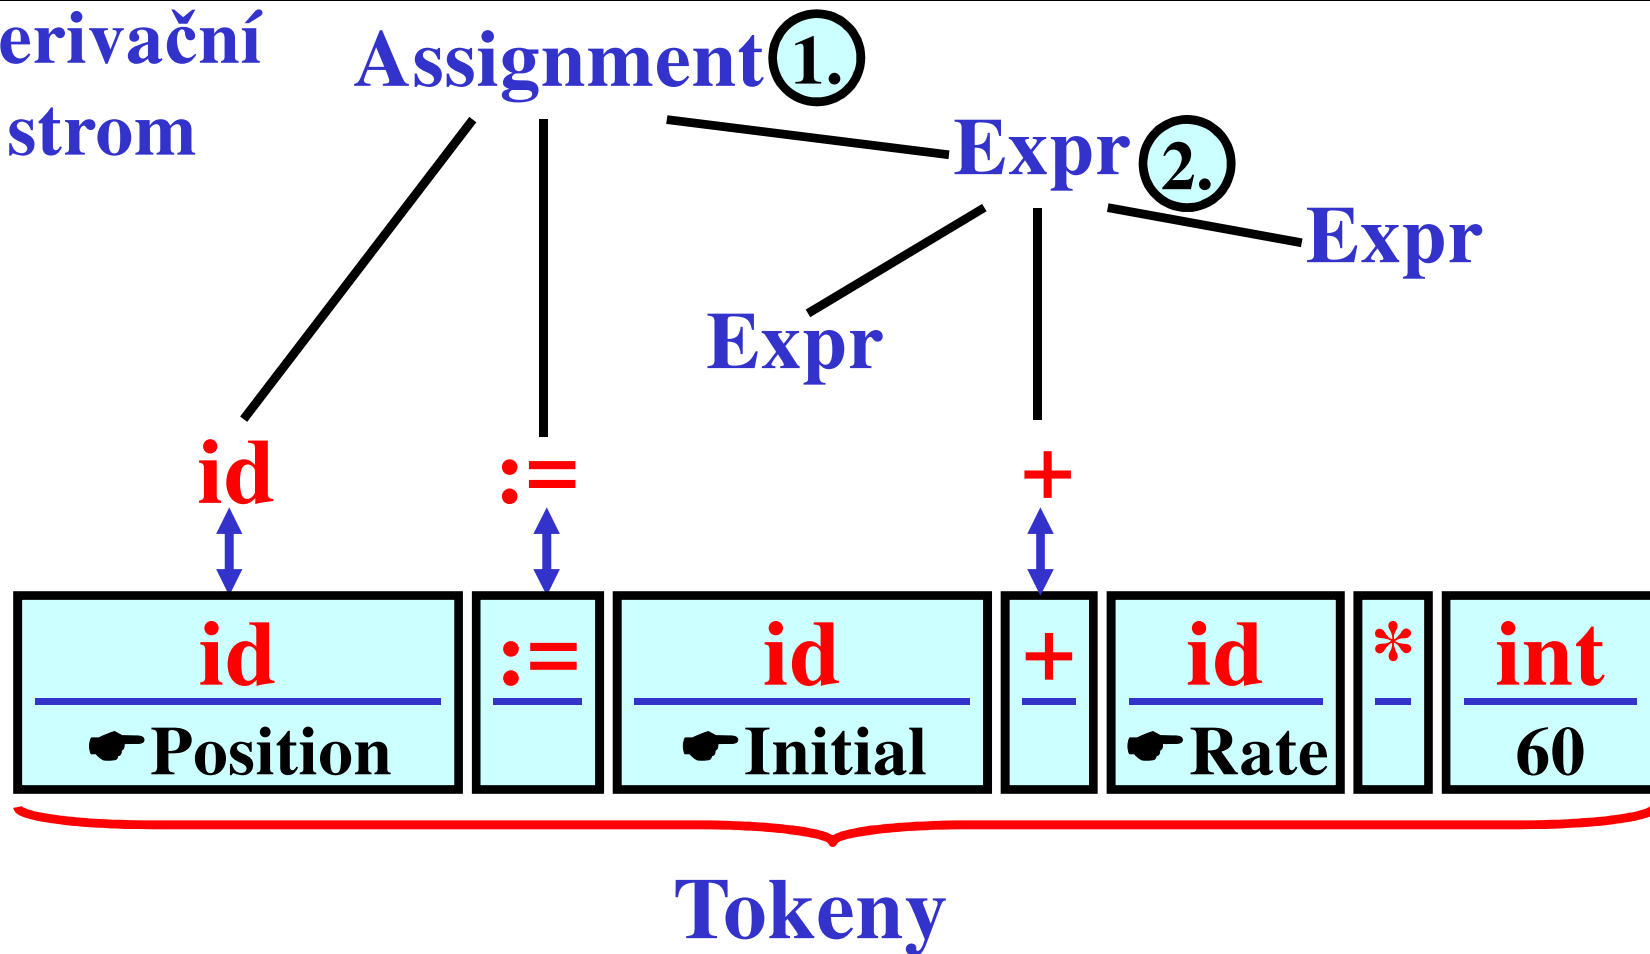 erivační
strom
Assignment 1.
Expr 2.
Expr
Expr
id := +
id := id + id * int
☛Position ☛Initial ☛Rate 60
Tokeny